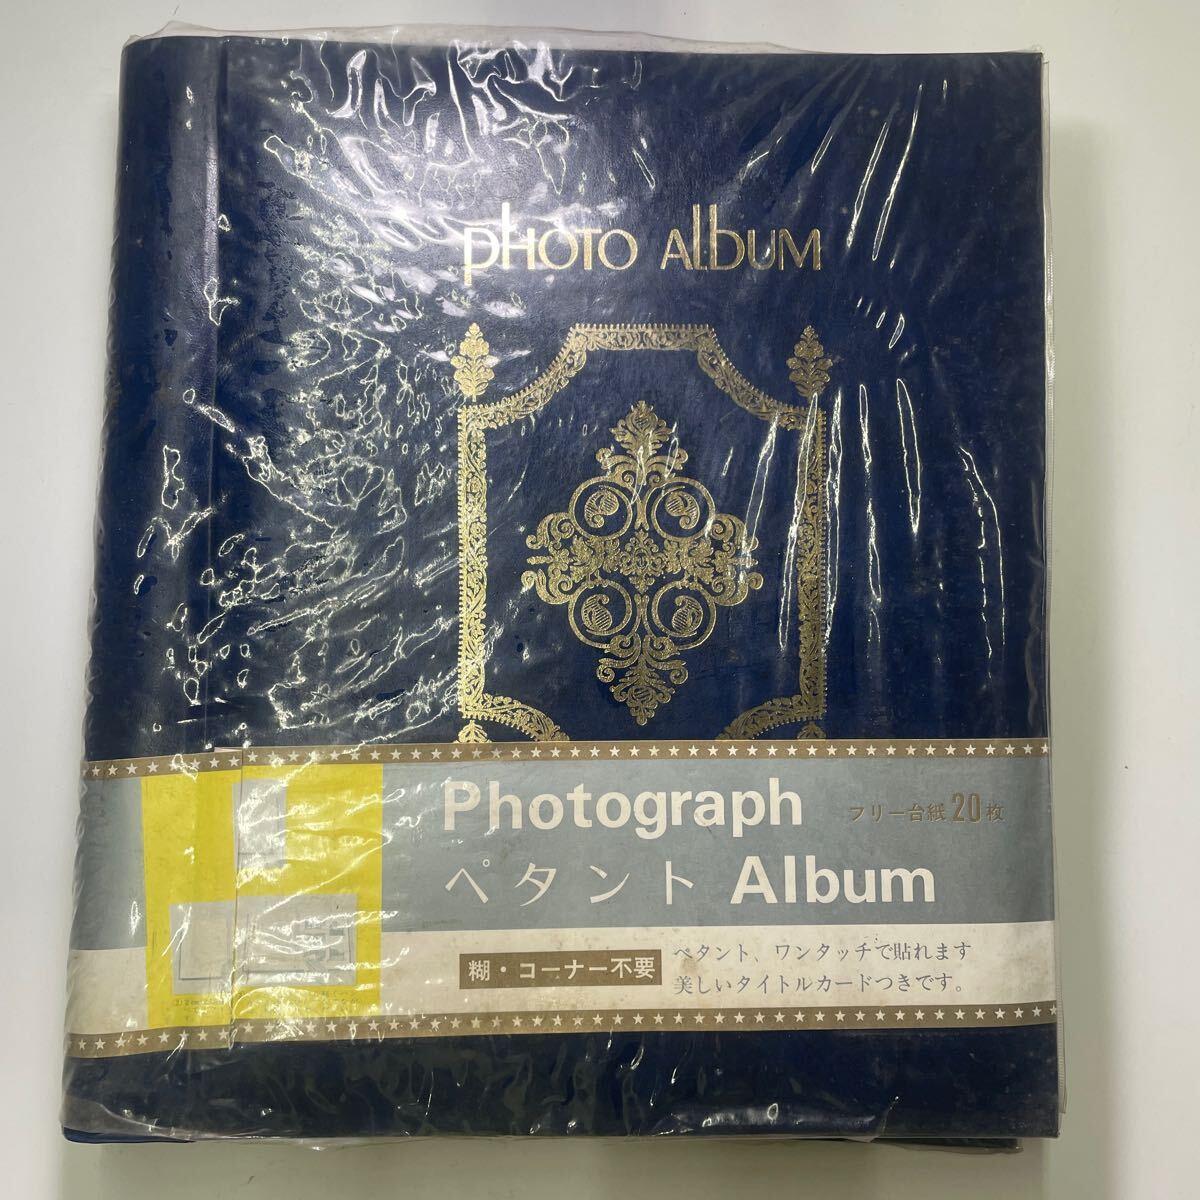 PHOTO ALBUM
Photograph
フリー台紙20枚
ペタント Album
糊・コーナー不要
ペタント、ワンタッチで貼れます
美しいタイトルカードつきです。